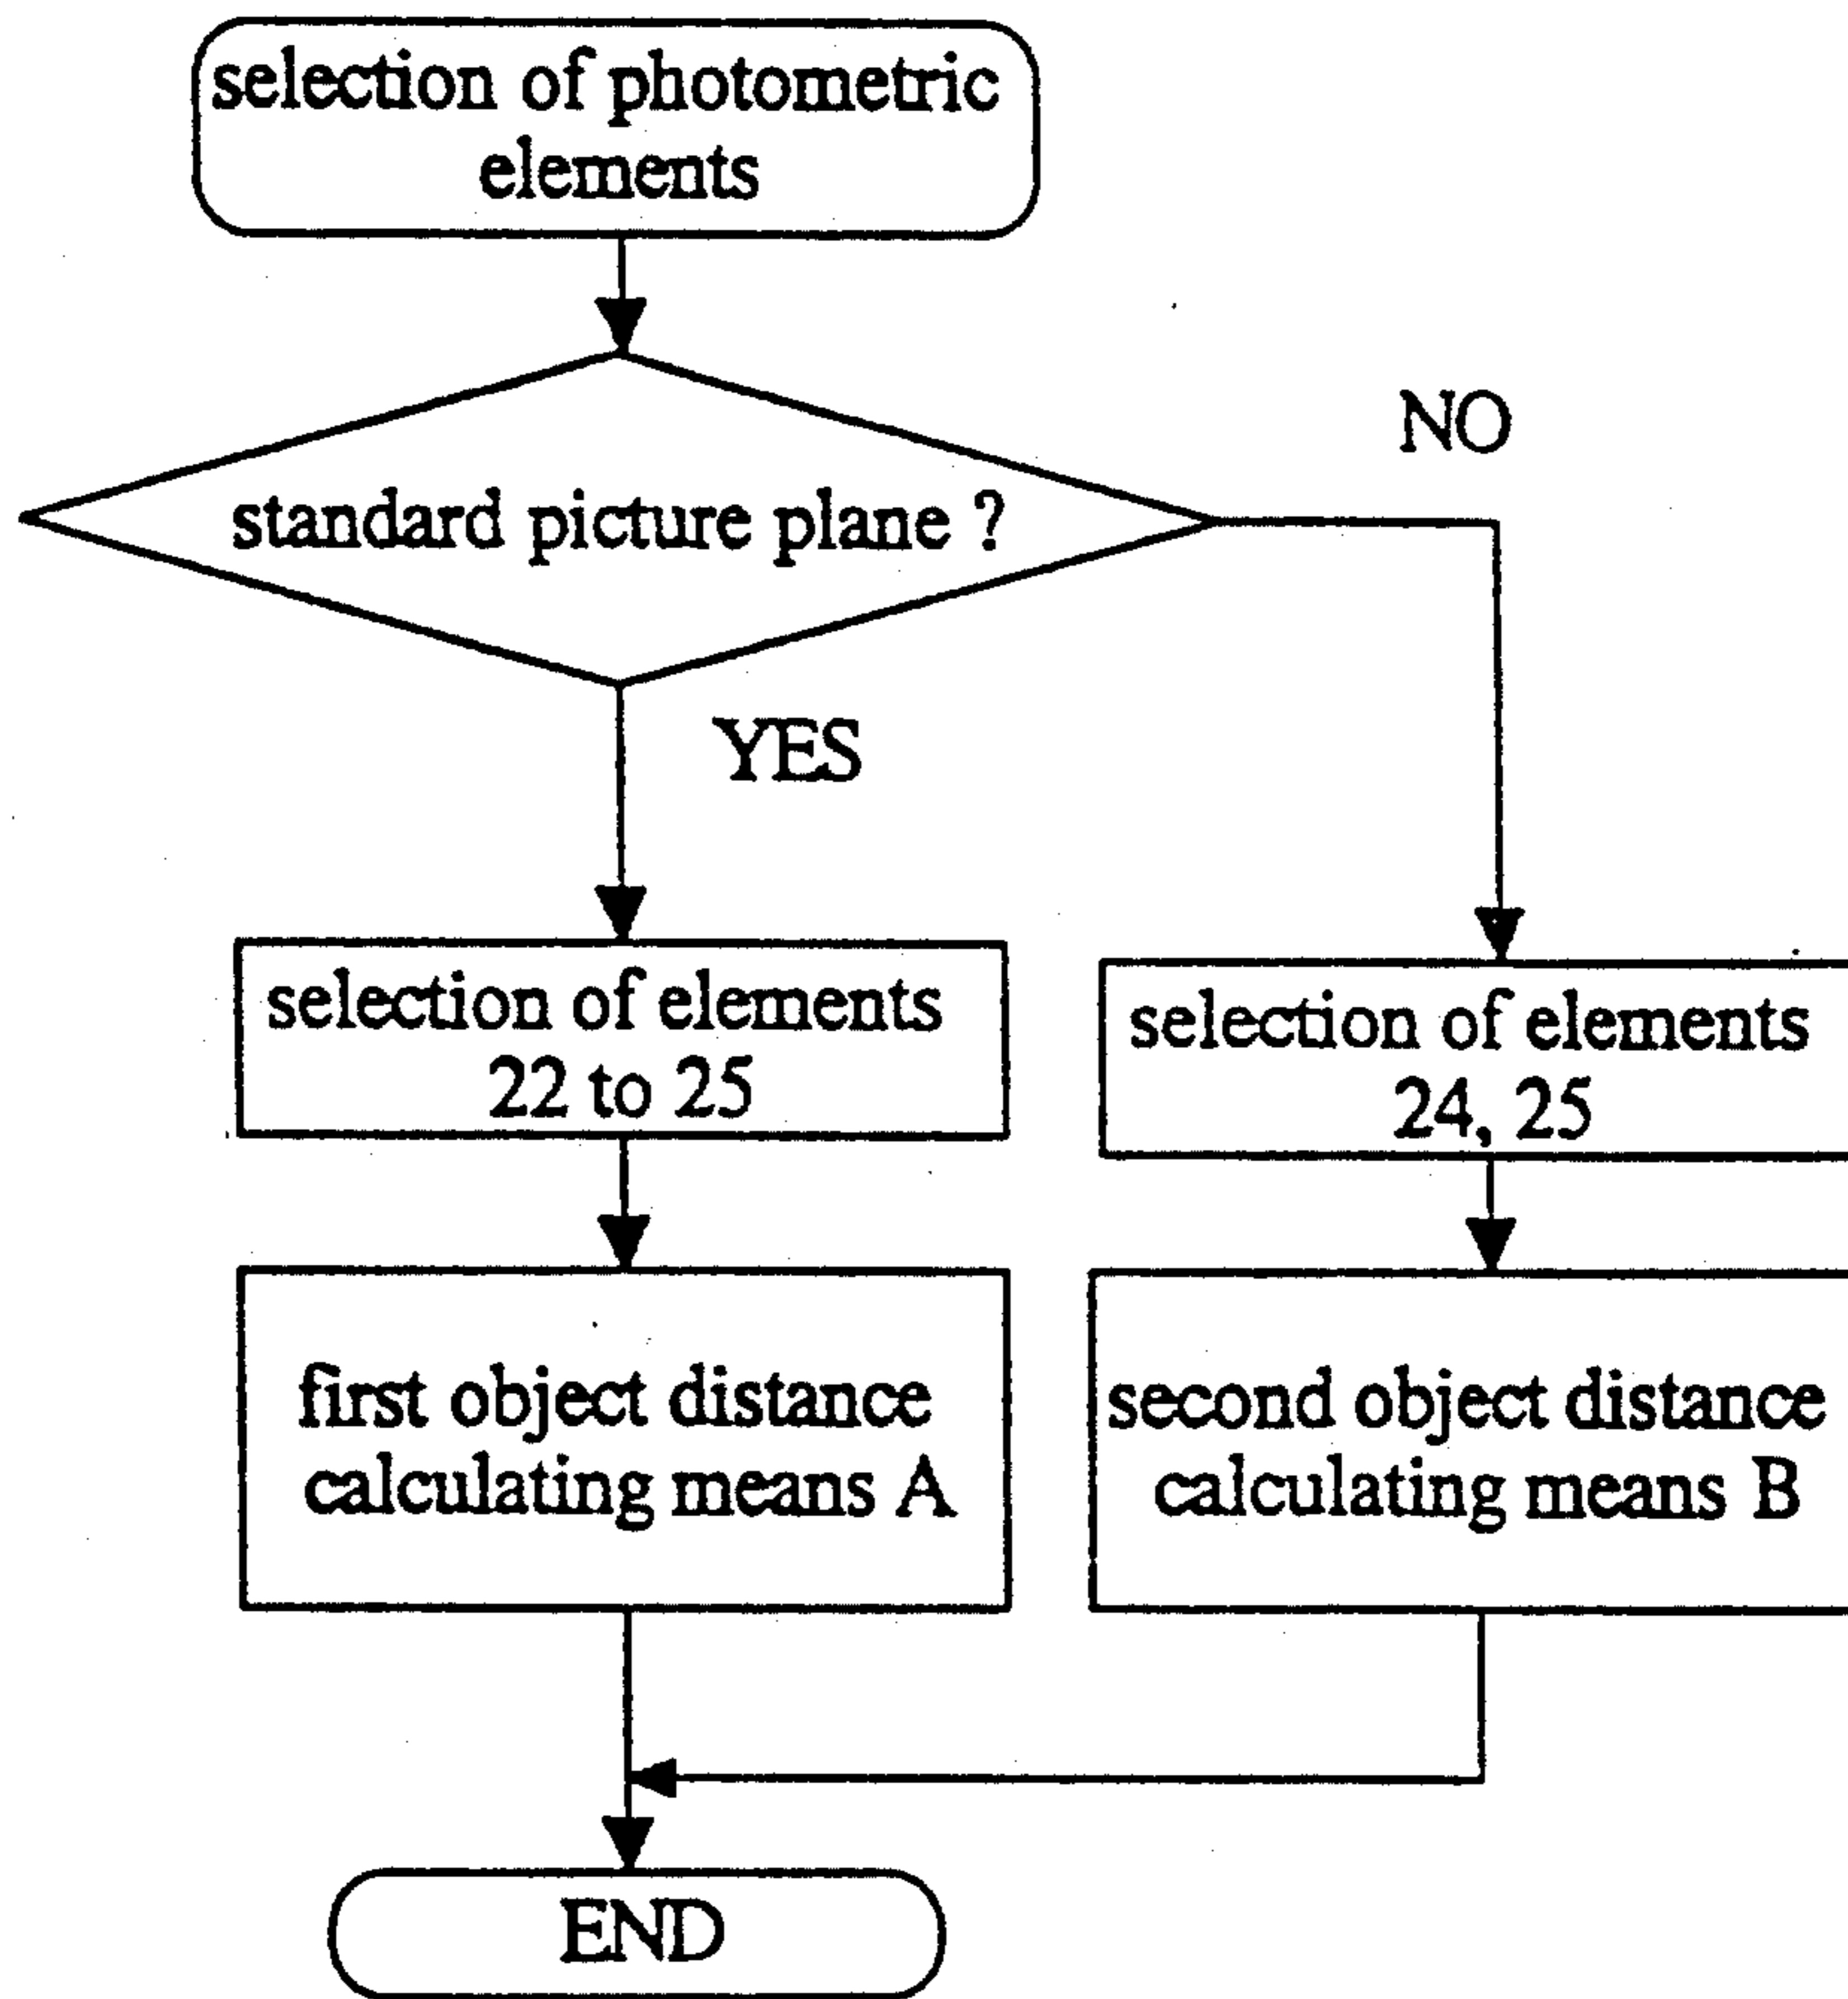 selection of photometric
elements
standard picture plane ?
NO
YES
selection of elements
22 to 25
selection of elements
24, 25
first object distance
calculating means A
second object distance
calculating means B
END